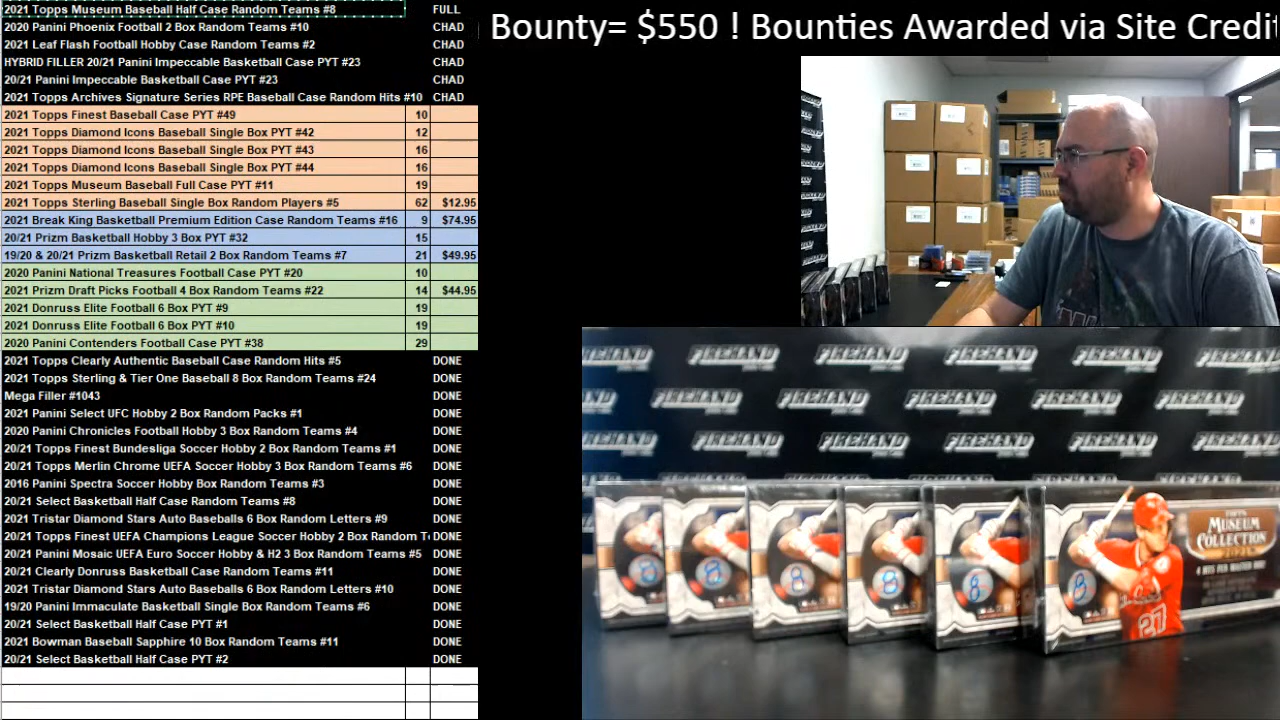 2021 Topps Museum Baseball Half Case Random Teams #8 FULL
2020 Panini Phoenix Football 2 Box Random Teams #10 CHAD
2021 Leaf Flash Football Hobby Case Random Teams #2 CHAD
HYBRID FILLER 20/21 Panini Impeccable Basketball Case PYT #23 CHAD
20/21 Panini Impeccable Basketball Case PYT #23 CHAD
2021 Topps Archives Signature Series RPE Baseball Case Random Hits #10 CHAD
2021 Topps Finest Baseball Case PYT #49 10
2021 Topps Diamond Icons Baseball Single Box PYT #42 12
2021 Topps Diamond Icons Baseball Single Box PYT #43 16
2021 Topps Diamond Icons Baseball Single Box PYT #44 16
2021 Topps Museum Baseball Full Case PYT #11 19
2021 Topps Sterling Baseball Single Box Random Players #5 62 $12.95
2021 Break King Basketball Premium Edition Case Random Teams #16 9 $74.95
20/21 Prizm Basketball Hobby 3 Box PYT #32 15
19/20 & 20/21 Prizm Basketball Retail 2 Box Random Teams #7 21 $49.95
2020 Panini National Treasures Football Case PYT #20 10
2021 Prizm Draft Picks Football 4 Box Random Teams #22 14 $44.95
2021 Donruss Elite Football 6 Box PYT #9 19
2021 Donruss Elite Football 6 Box PYT #10 19
2020 Panini Contenders Football Case PYT #38 29
2021 Topps Clearly Authentic Baseball Case Random Hits #5 DONE
2021 Topps Sterling & Tier One Baseball 8 Box Random Teams #24 DONE
Mega Filler #1043 DONE
2021 Panini Select UFC Hobby 2 Box Random Packs #1 DONE
2020 Panini Chronicles Football Hobby 3 Box Random Teams #4 DONE
20/21 Topps Finest Bundesliga Soccer Hobby 2 Box Random Teams #1 DONE
20/21 Topps Merlin Chrome UEFA Soccer Hobby 3 Box Random Teams #6 DONE
2016 Panini Spectra Soccer Hobby Box Random Teams #3 DONE
20/21 Select Basketball Half Case Random Teams #8 DONE
2021 Tristar Diamond Stars Auto Baseballs 6 Box Random Letters #9 DONE
20/21 Topps Finest UEFA Champions League Soccer Hobby 2 Box Random T DONE
20/21 Panini Mosaic UEFA Euro Soccer Hobby & H2 3 Box Random Teams #5 DONE
20/21 Clearly Donruss Basketball Case Random Teams #11 DONE
2021 Tristar Diamond Stars Auto Baseballs 6 Box Random Letters #10 DONE
19/20 Panini Immaculate Basketball Single Box Random Teams #6 DONE
20/21 Select Basketball Half Case PYT #1 DONE
2021 Bowman Baseball Sapphire 10 Box Random Teams #11 DONE
20/21 Select Basketball Half Case PYT #2 DONE
Bounty= $550 ! Bounties Awarded via Site Credi
FIREHAND FIREHAND FIREHAND FIREHAND FIREHAND FIREHAND
FIREHAND FIREHAND FIREHAND FIREHAND FIREHAND
FIREHAND FIREHAND FIREHAND FIREHAND FIREHAND FIREHAND
TOPPS
MUSEUM
COLLECTION
2021
27